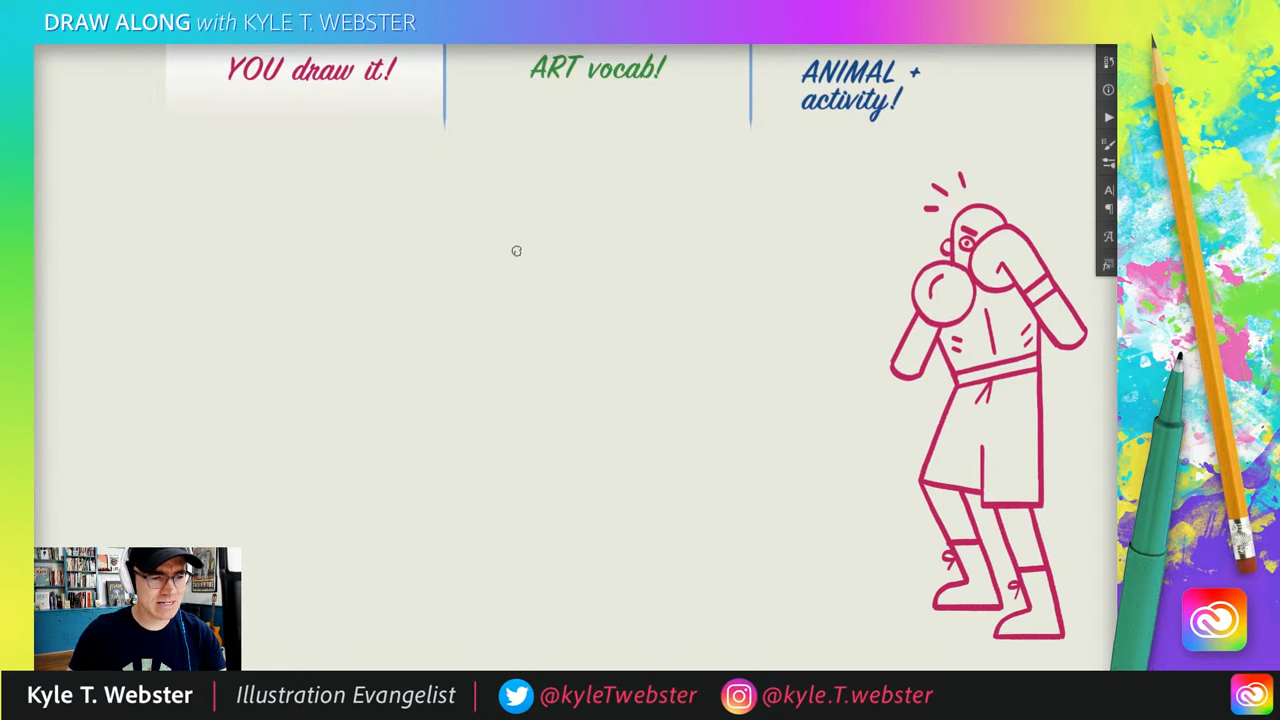 DRAW ALONG with KYLE T. WEBSTER
YOU draw it!
ART vocab!
ANIMAL +
activity!
Kyle T. Webster | Illustration Evangelist | @kyleTwebster @kyle.T.webster